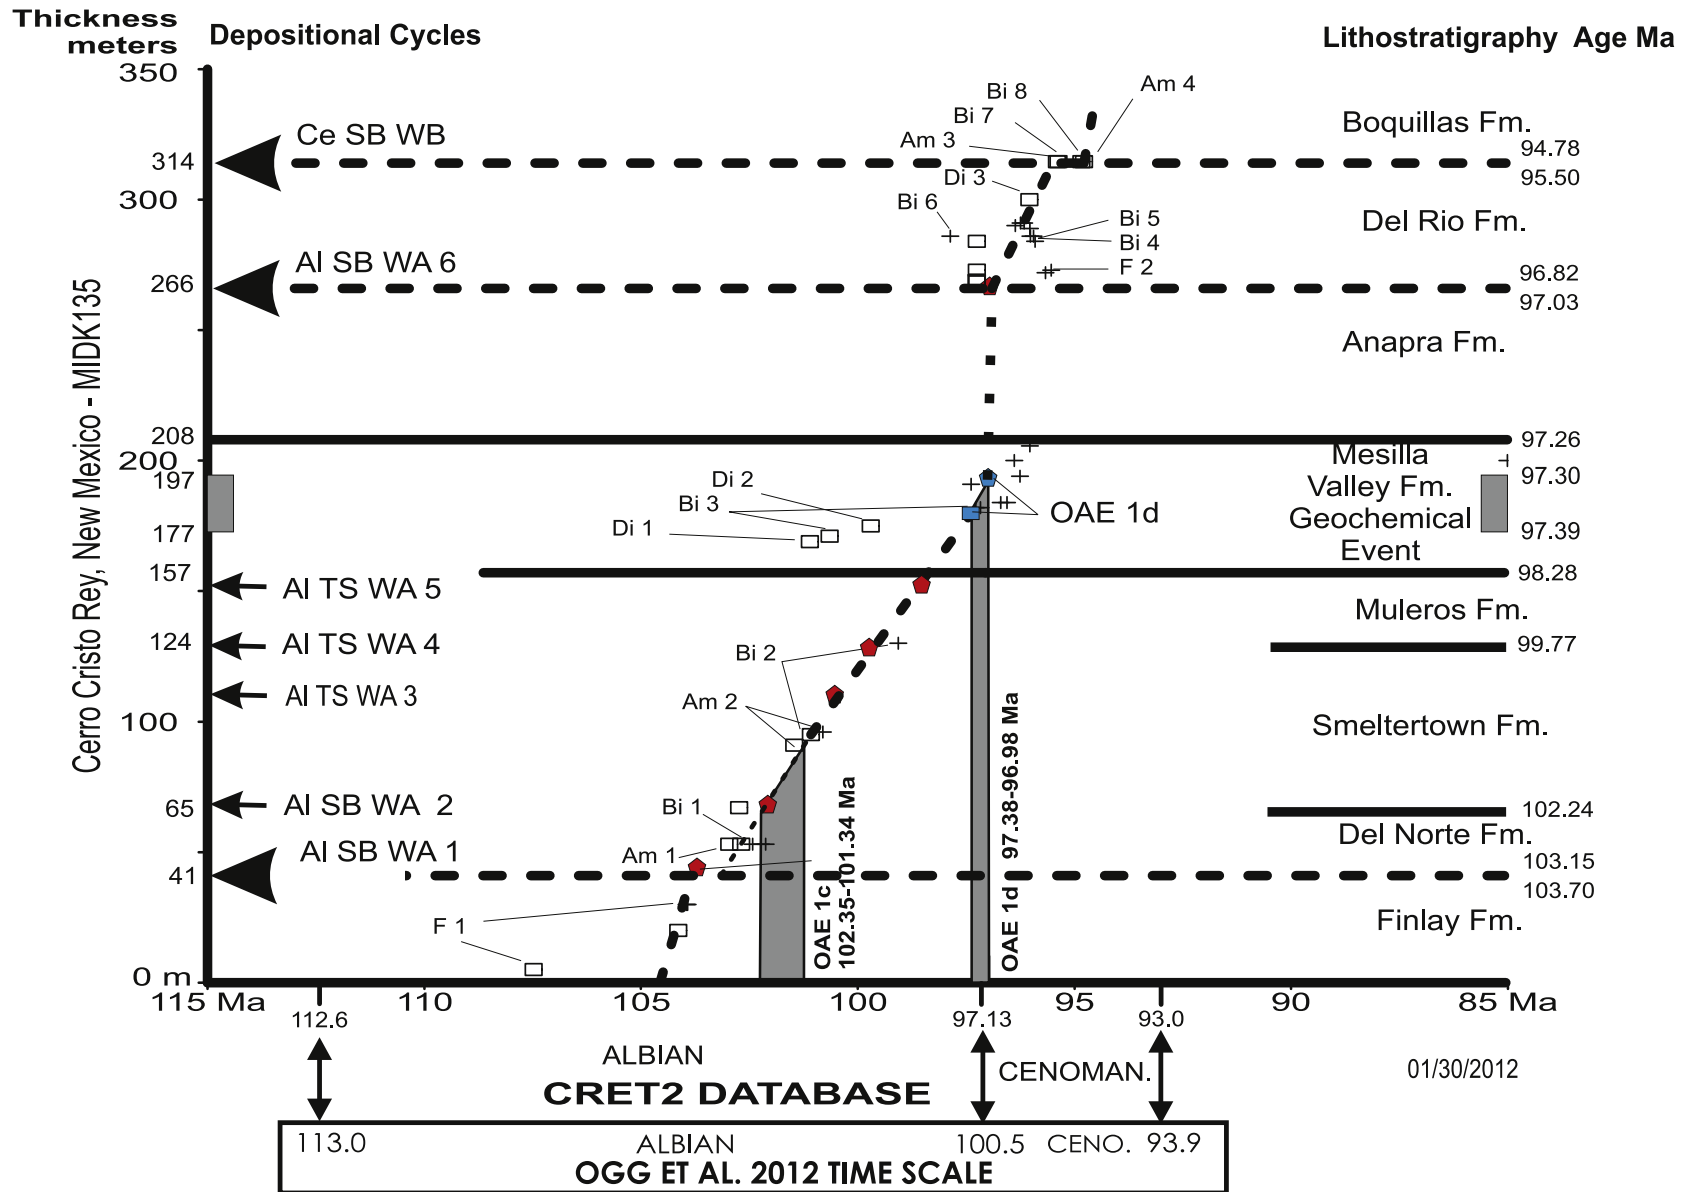 Thickness
meters
Depositional Cycles
Lithostratigraphy Age Ma
350
Am 4
Bi 8
Bi 7
Boquillas Fm.
Ce SB WB
Am 3
94.78
314
95.50
Di 3
300
Bi 6
Bi 5
Del Rio Fm.
Bi 4
Al SB WA 6
F 2
96.82
266
97.03
Anapra Fm.
Cerro Cristo Rey, New Mexico - MIDK135
208
97.26
200
Mesilla
197
Di 2
97.30
Valley Fm.
Bi 3
OAE 1d
Geochemical
177
Di 1
97.39
Event
157
98.28
Al TS WA 5
Muleros Fm.
124
Al TS WA 4
99.77
Bi 2
Al TS WA 3
Am 2
100
Smeltertown Fm.
65
Al SB WA 2
Bi 1
102.24
Del Norte Fm.
Al SB WA 1
Am 1
103.15
41
103.70
OAE 1c
102.35-101.34 Ma
OAE 1d 97.38-96.98 Ma
F 1
Finlay Fm.
0 m
115 Ma
110
105
100
95
90
85 Ma
112.6
97.13
93.0
ALBIAN
CENOMAN.
01/30/2012
CRET2 DATABASE
113.0 ALBIAN 100.5 CENO. 93.9
OGG ET AL. 2012 TIME SCALE